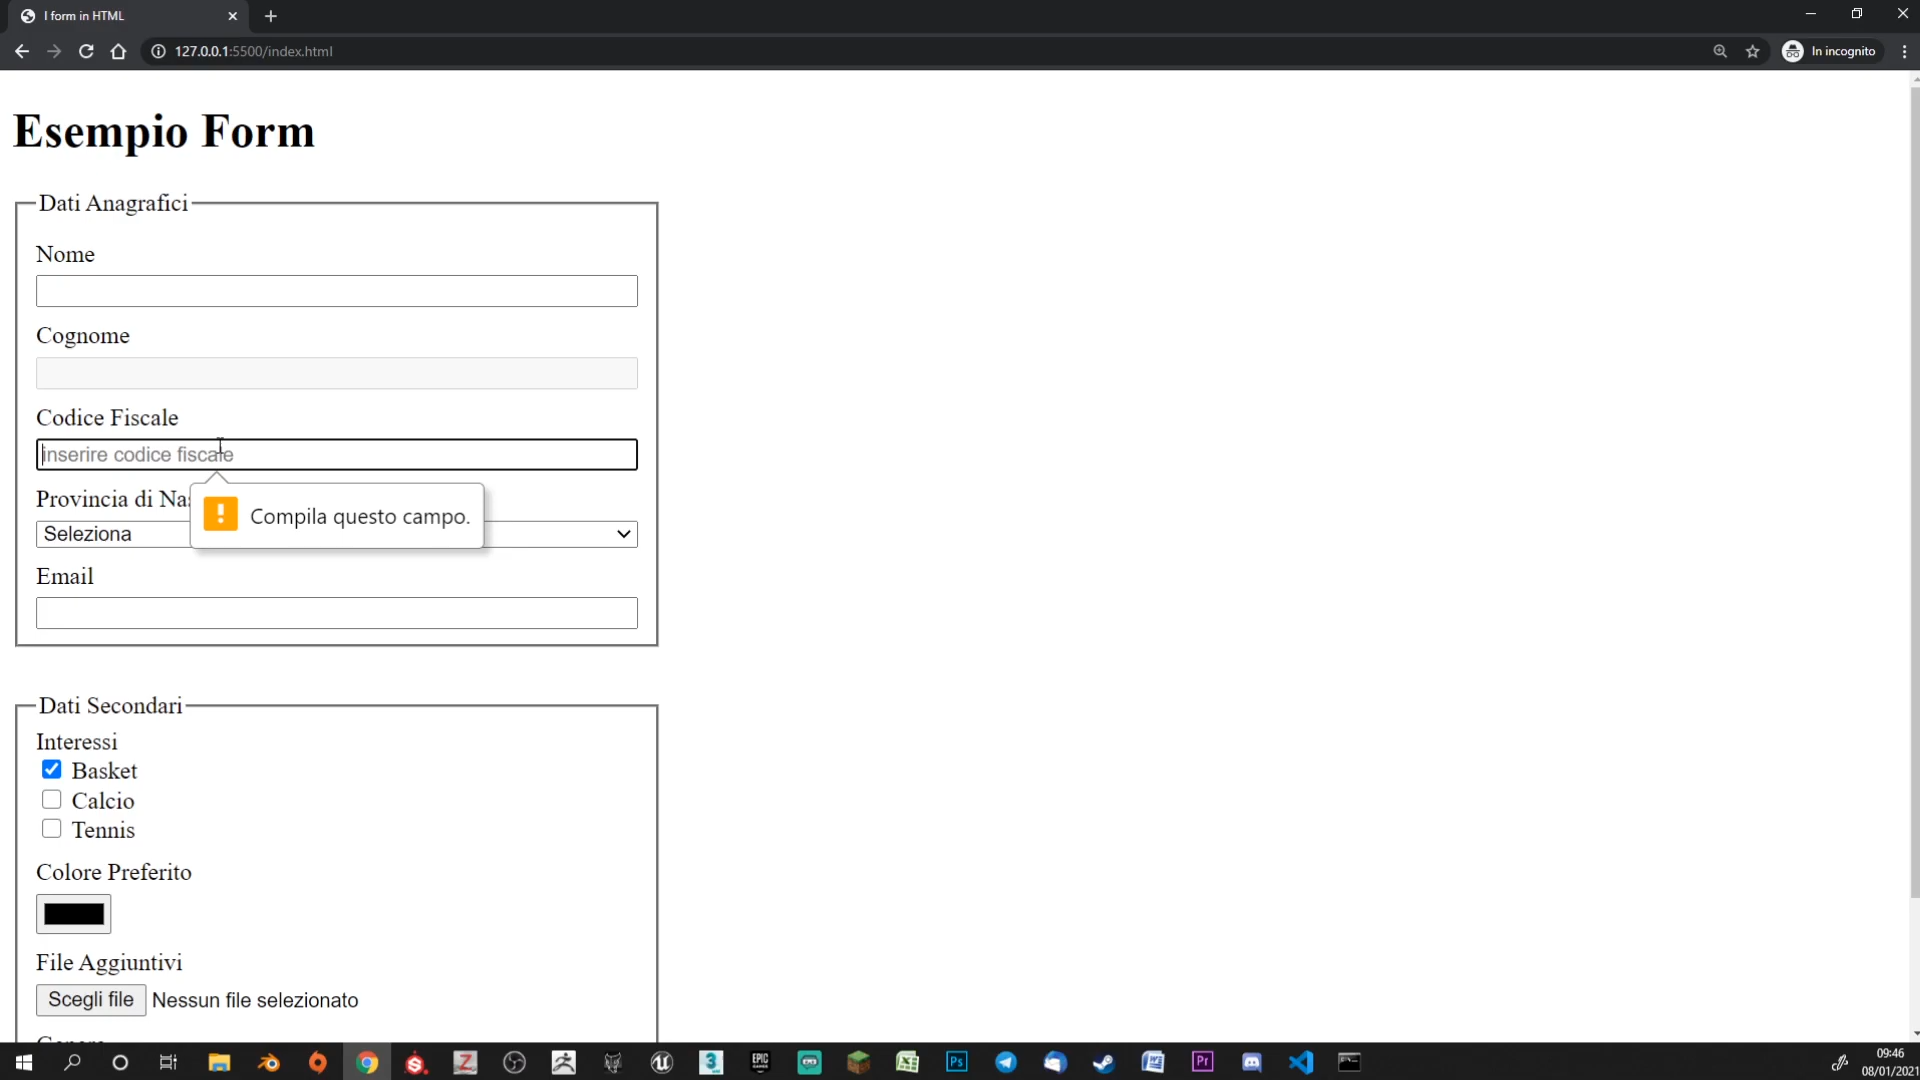 I form in HTML
127.0.0.1:5500/index.html
In incognito
Esempio Form
Dati Anagrafici
Nome
Cognome
Codice Fiscale
inserire codice fiscale
Provincia di Nas
Compila questo campo.
Seleziona
Email
Dati Secondari
Interessi
Basket
Calcio
Tennis
Colore Preferito
File Aggiuntivi
Scegli file Nessun file selezionato
09:46
08/01/2021